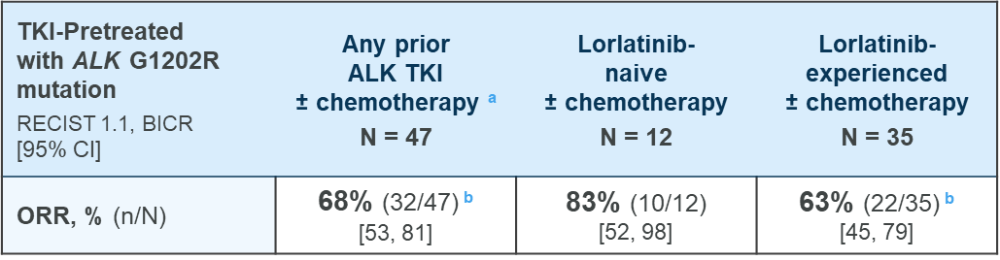 TKI-Pretreated
with ALK G1202R
mutation
RECIST 1.1, BICR
[95% CI]
Any prior
ALK TKI
± chemotherapy a
N = 47
Lorlatinib-
naive
± chemotherapy
N = 12
Lorlatinib-
experienced
± chemotherapy
N = 35
ORR, % (n/N)
68% (32/47) b
[53, 81]
83% (10/12)
[52, 98]
63% (22/35) b
[45, 79]